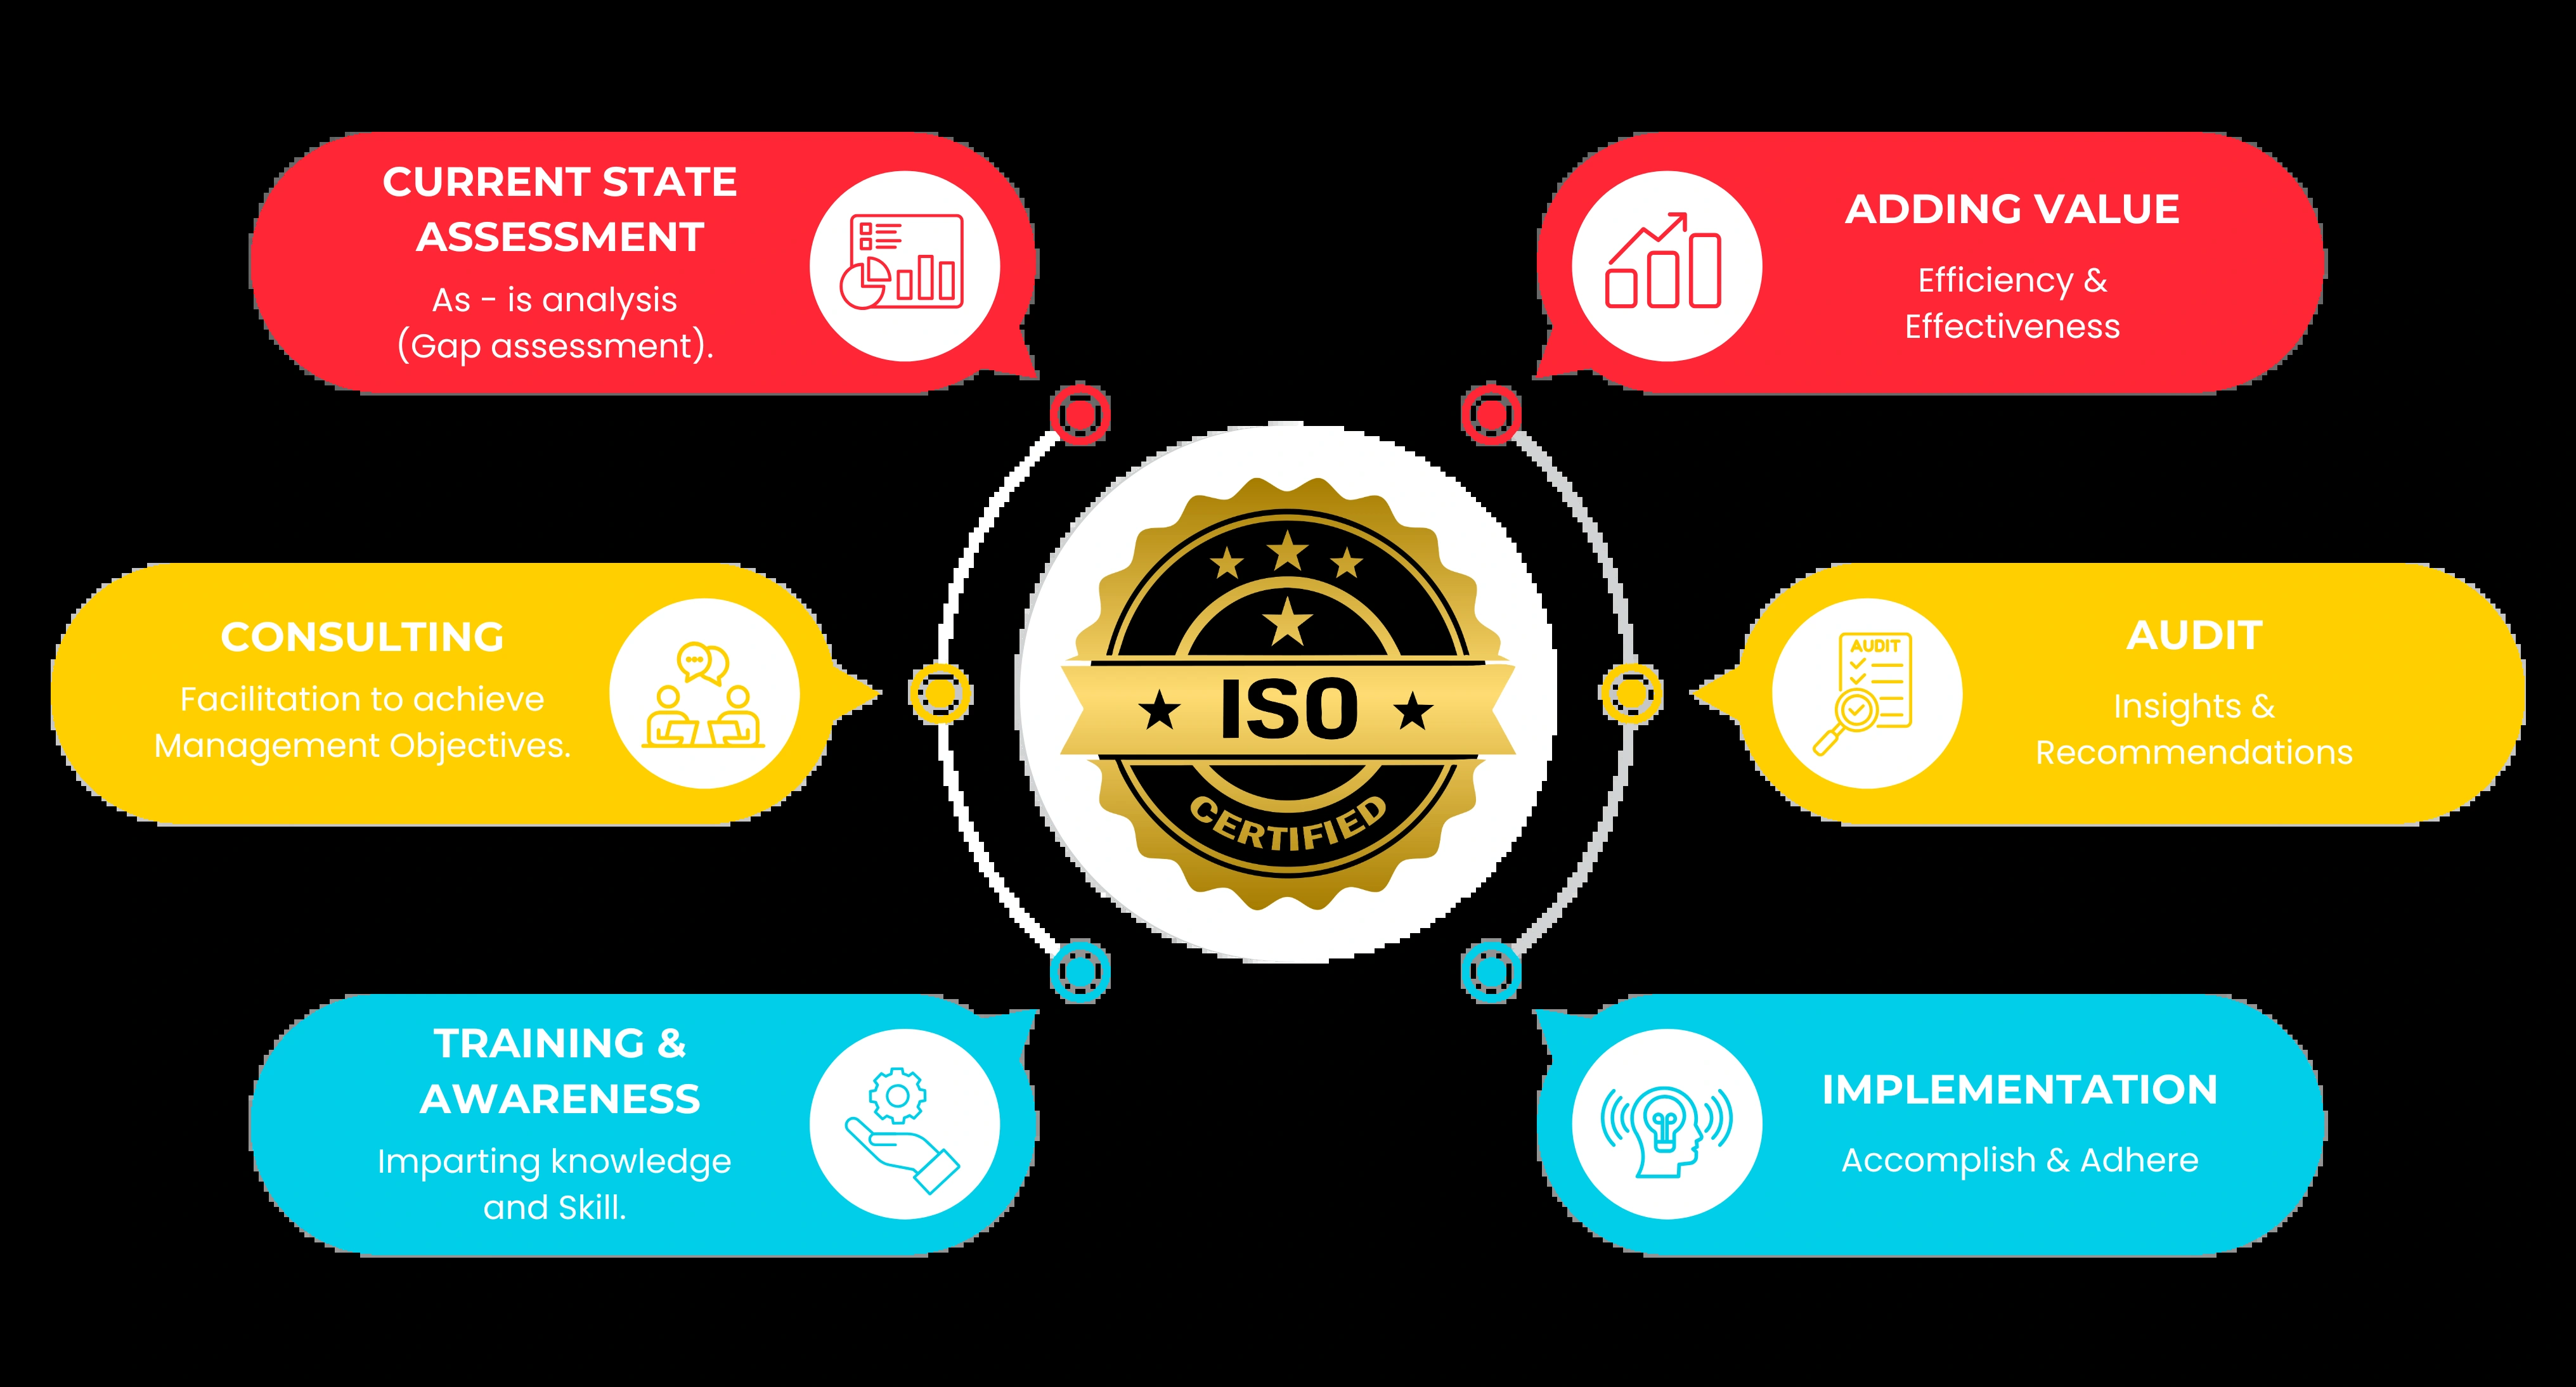 CURRENT STATE
ASSESSMENT
As - is analysis
(Gap assessment).
CONSULTING
Facilitation to achieve
Management Objectives.
TRAINING &
AWARENESS
Imparting knowledge
and Skill.
ISO
CERTIFIED
ADDING VALUE
Efficiency &
Effectiveness
AUDIT
AUDIT
Insights &
Recommendations
IMPLEMENTATION
Accomplish & Adhere